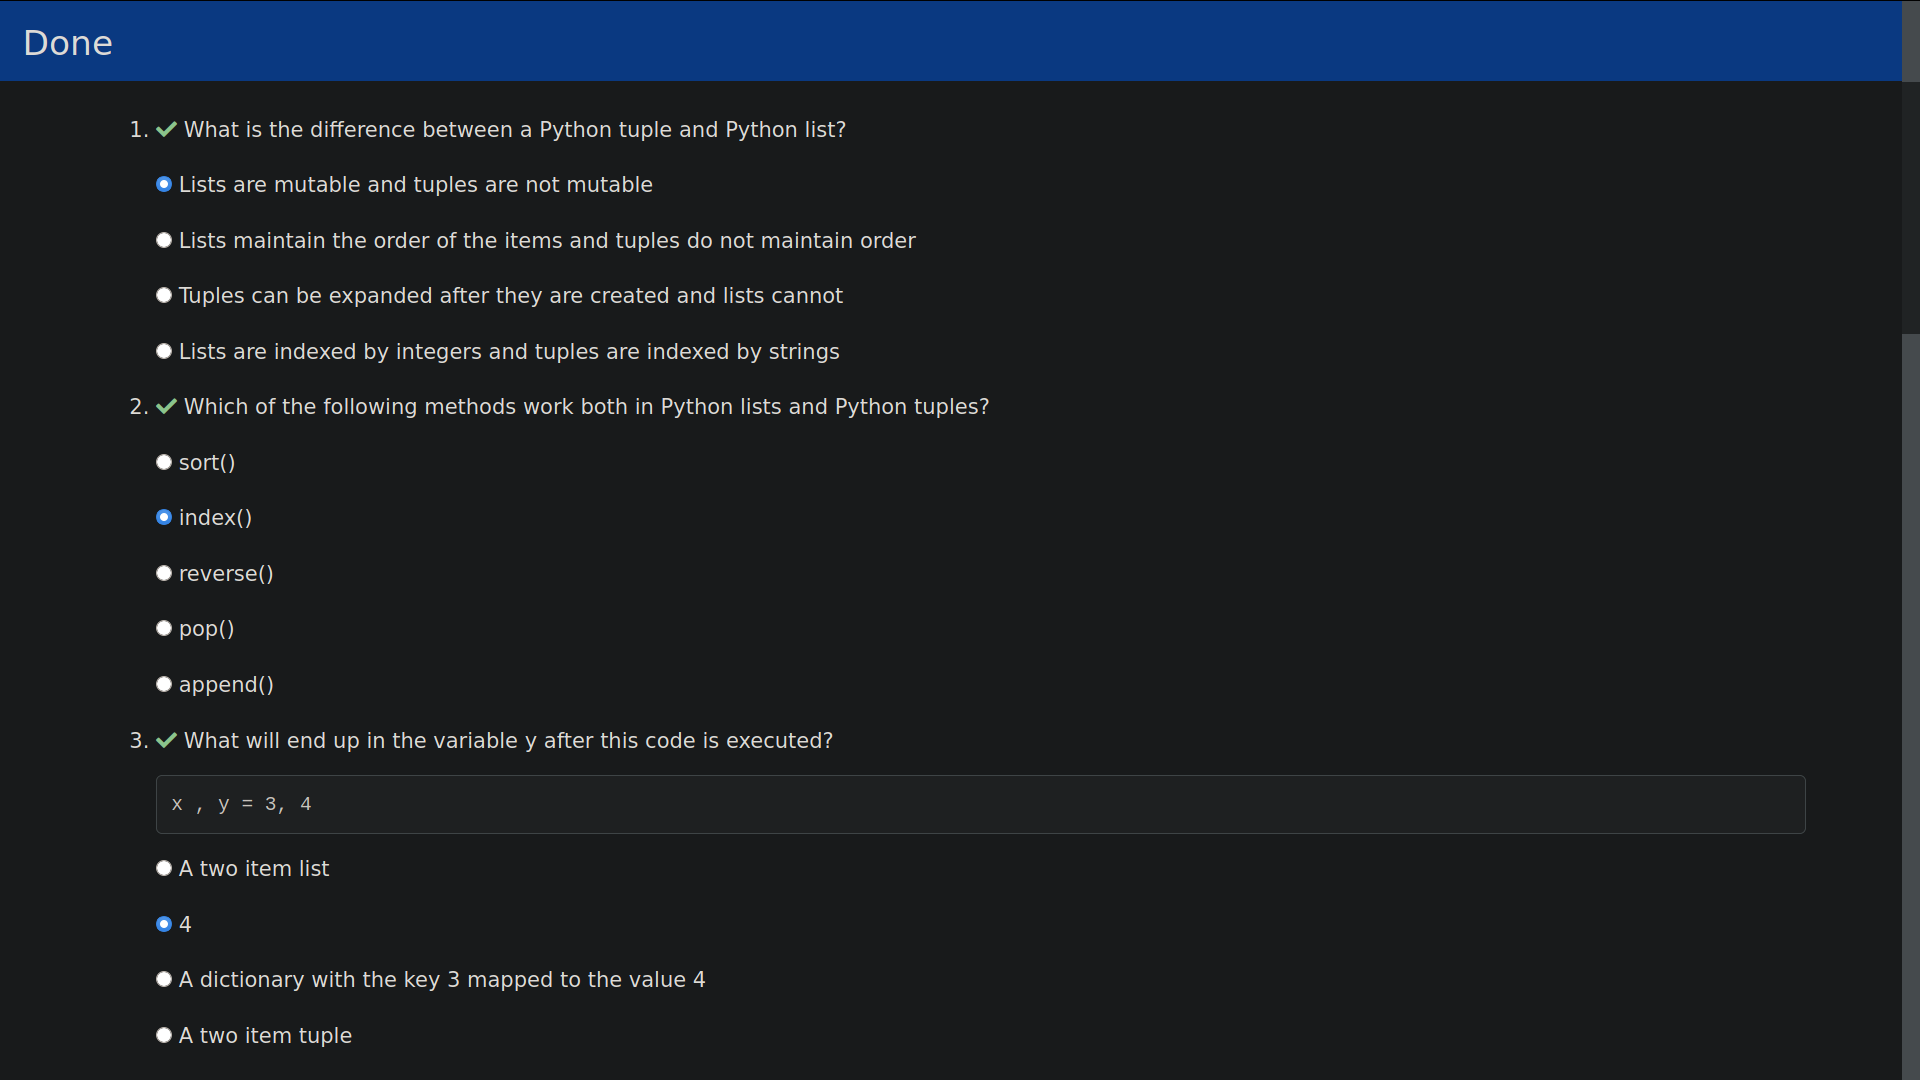 Done
1. What is the difference between a Python tuple and Python list?
Lists are mutable and tuples are not mutable
Lists maintain the order of the items and tuples do not maintain order
Tuples can be expanded after they are created and lists cannot
Lists are indexed by integers and tuples are indexed by strings
2. Which of the following methods work both in Python lists and Python tuples?
sort()
index()
reverse()
pop()
append()
3. What will end up in the variable y after this code is executed?
x , y = 3, 4
A two item list
4
A dictionary with the key 3 mapped to the value 4
A two item tuple